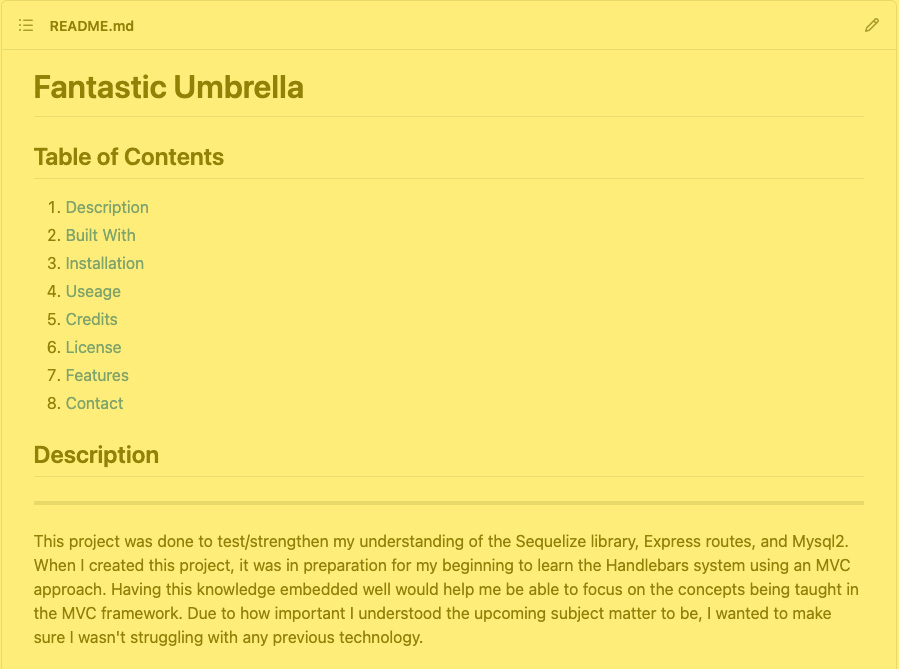 README.md
Fantastic Umbrella
Table of Contents
1. Description
2. Built With
3. Installation
4. Useage
5. Credits
6. License
7. Features
8. Contact
Description
This project was done to test/strengthen my understanding of the Sequelize library, Express routes, and Mysql2.
When I created this project, it was in preparation for my beginning to learn the Handlebars system using an MVC
approach. Having this knowledge embedded well would help me be able to focus on the concepts being taught in
the MVC framework. Due to how important I understood the upcoming subject matter to be, I wanted to make
sure I wasn't struggling with any previous technology.